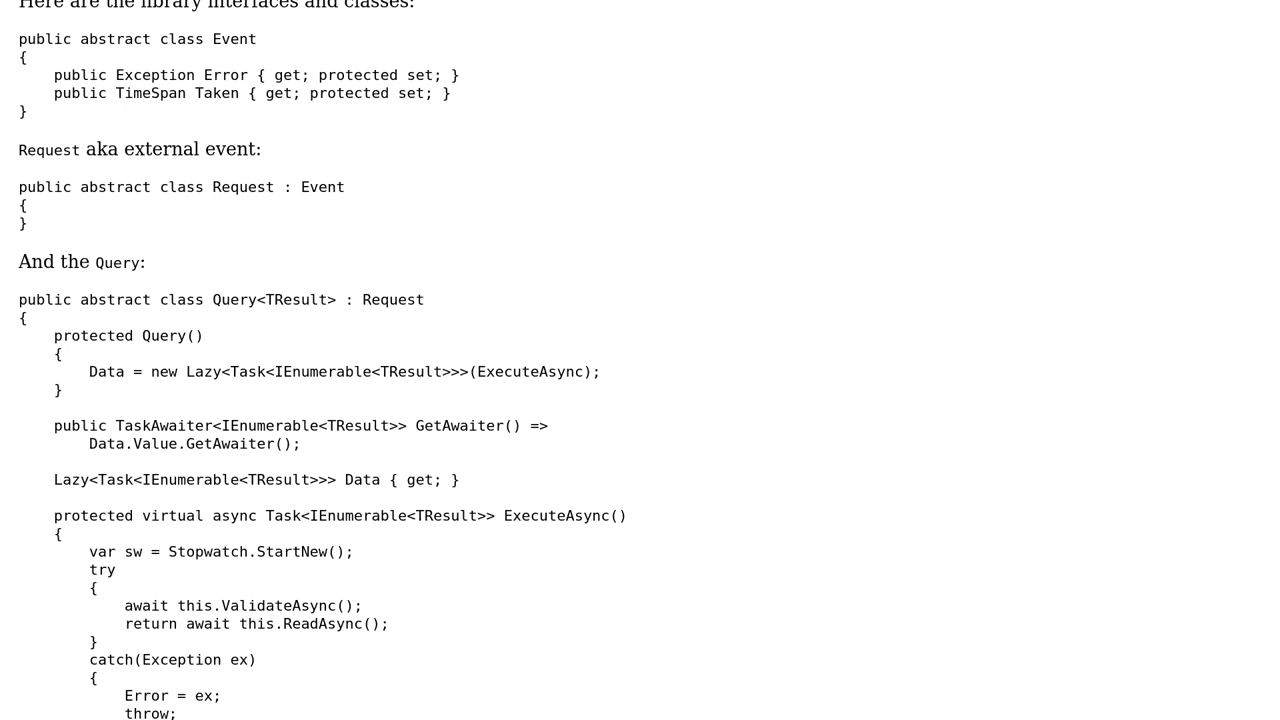 Here are the library interfaces and classes:
public abstract class Event
{
    public Exception Error { get; protected set; }
    public TimeSpan Taken { get; protected set; }
}
Request aka external event:
public abstract class Request : Event
{
}
And the Query:
public abstract class Query<TResult> : Request
{
    protected Query()
    {
        Data = new Lazy<Task<IEnumerable<TResult>>>(ExecuteAsync);
    }
    public TaskAwaiter<IEnumerable<TResult>> GetAwaiter() =>
        Data.Value.GetAwaiter();
    Lazy<Task<IEnumerable<TResult>>> Data { get; }
    protected virtual async Task<IEnumerable<TResult>> ExecuteAsync()
    {
        var sw = Stopwatch.StartNew();
        try
        {
            await this.ValidateAsync();
            return await this.ReadAsync();
        }
        catch(Exception ex)
        {
            Error = ex;
            throw;